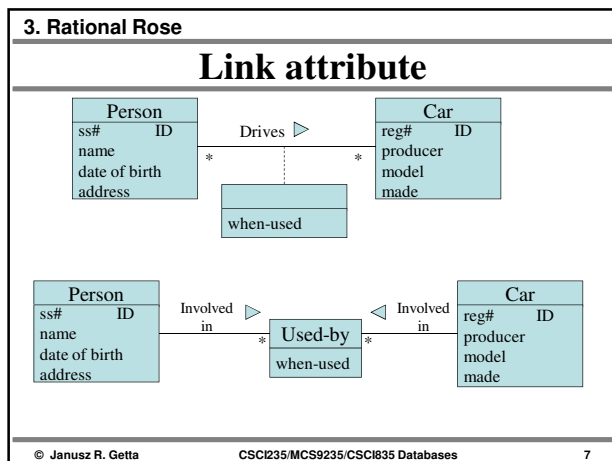 3. Rational Rose
Link attribute
Person
ss# ID
name
date of birth
address
Drives
*
*
Car
reg# ID
producer
model
made
when-used
Person
ss# ID
name
date of birth
address
Involved
in
*
Used-by
when-used
*
Involved
in
Car
reg# ID
producer
model
made
© Janusz R. Getta CSCI235/MCS9235/CSCI835 Databases 7